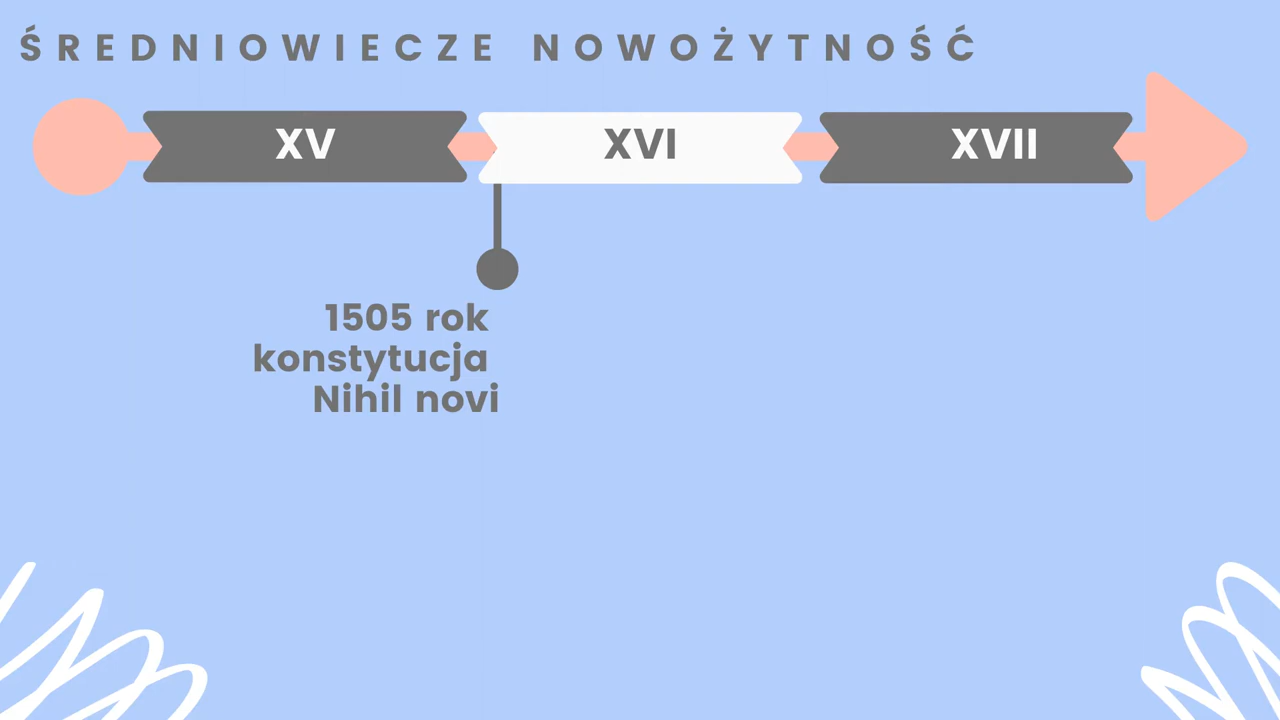 ŚREDNIOWIECZE NOWOŻYTNOŚĆ
XV XVI XVII
1505 rok
konstytucja
Nihil novi